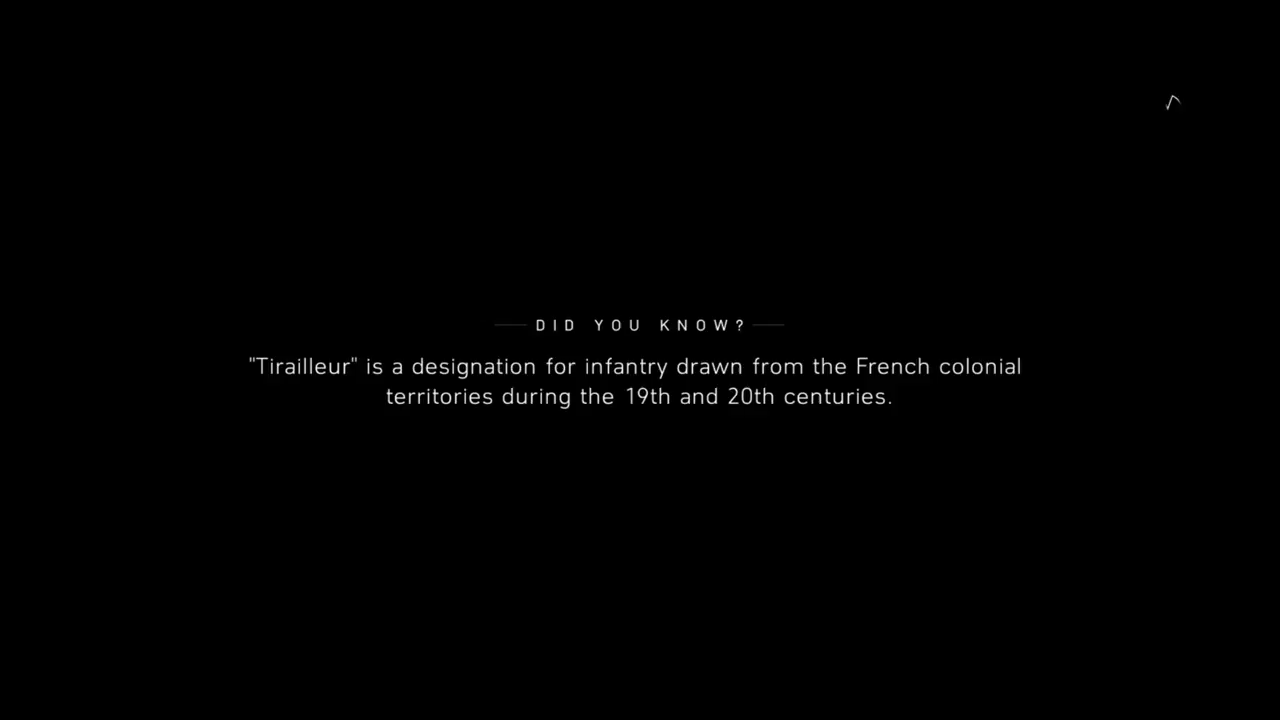 DID YOU KNOW?
"Tirailleur" is a designation for infantry drawn from the French colonial
territories during the 19th and 20th centuries.